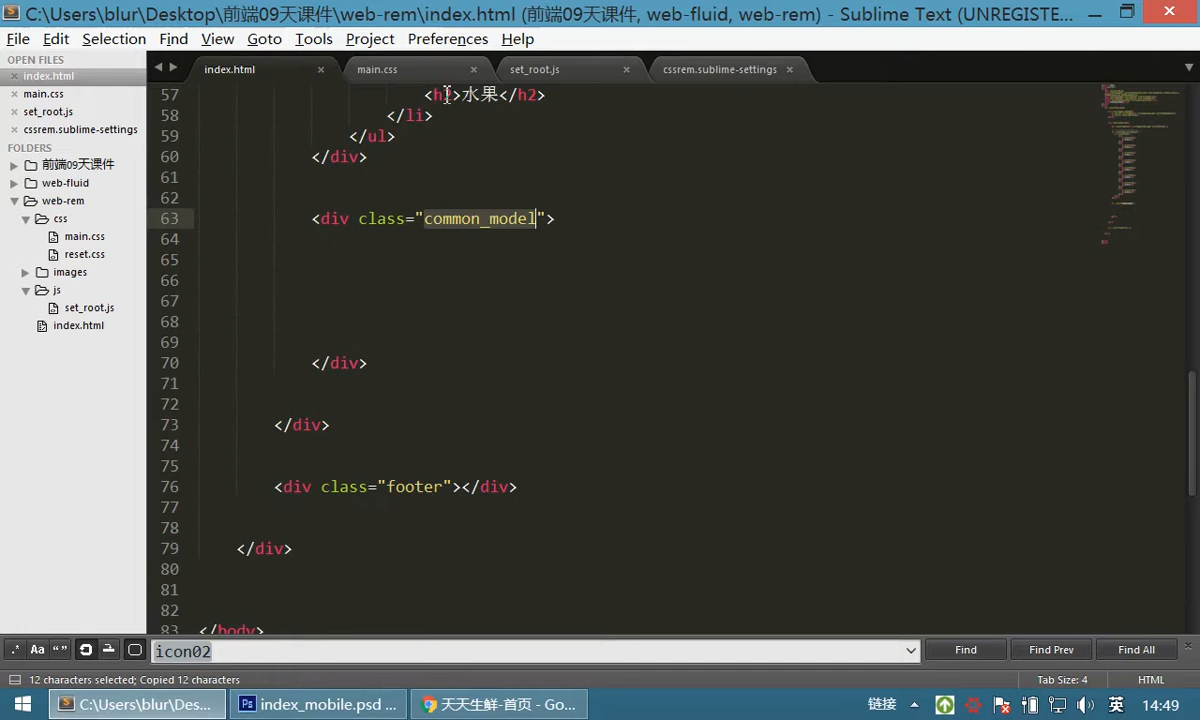 C:\Users\blur\Desktop\前端09天课件\web-rem\index.html (前端09天课件, web-fluid, web-rem) - Sublime Text (UNREGISTE...
File Edit Selection Find View Goto Tools Project Preferences Help
OPEN FILES
index.html
main.css
set_root.js
cssrem.sublime-settings
FOLDERS
前端09天课件
web-fluid
web-rem
css
main.css
reset.css
images
js
set_root.js
index.html
index.html main.css set_root.js cssrem.sublime-settings
57 <h2>水果</h2>
58 </li>
59 </ul>
60 </div>
61
62
63 <div class="common_model">
64
65
66
67
68
69
70 </div>
71
72
73 </div>
74
75
76 <div class="footer"></div>
77
78
79 </div>
80
81
82
83 </body>
.* Aa “” icon02 Find Find Prev Find All
12 characters selected; Copied 12 characters Tab Size: 4 HTML
C:\Users\blur\Des... index_mobile.psd ... 天天生鲜-首页 - Go... 链接 英 14:49